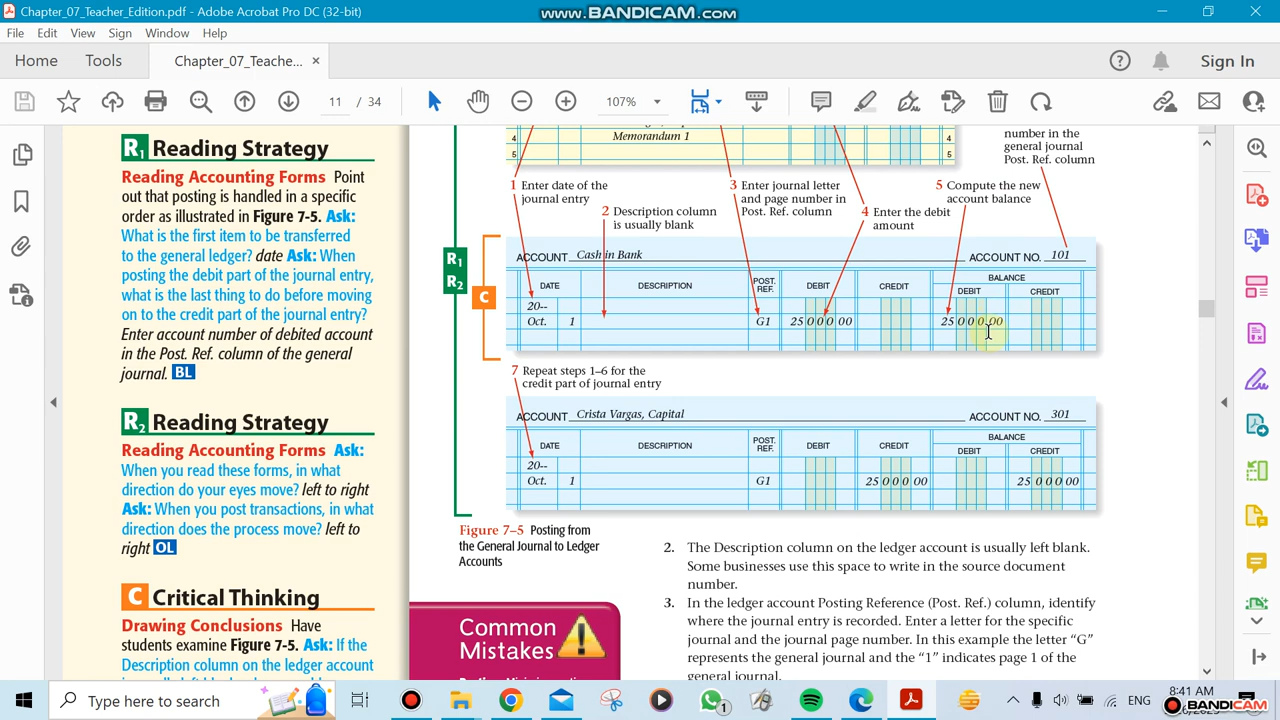 Chapter_07_Teacher_Edition.pdf - Adobe Acrobat Pro DC (32-bit)
www.BANDICAM.com
File Edit View Sign Window Help
Home Tools Chapter_07_Teache... × Sign In
11 / 34 107%
R1 Reading Strategy
Reading Accounting Forms Point
out that posting is handled in a specific
order as illustrated in Figure 7-5. Ask:
What is the first item to be transferred
to the general ledger? date Ask: When
posting the debit part of the journal entry,
what is the last thing to do before moving
on to the credit part of the journal entry?
Enter account number of debited account
in the Post. Ref. column of the general
journal. BL
R2 Reading Strategy
Reading Accounting Forms Ask:
When you read these forms, in what
direction do your eyes move? left to right
Ask: When you post transactions, in what
direction does the process move? left to
right OL
C Critical Thinking
Drawing Conclusions Have
students examine Figure 7-5. Ask: If the
Description column on the ledger account
4 Memorandum 1 4
5 5
number in the
general journal
Post. Ref. column
1 Enter date of the
journal entry
2 Description column
is usually blank
3 Enter journal letter
and page number in
Post. Ref. column
4 Enter the debit
amount
5 Compute the new
account balance
R1
R2
C
ACCOUNT Cash in Bank ACCOUNT NO. 101
DATE DESCRIPTION POST. REF. DEBIT CREDIT BALANCE
DEBIT CREDIT
20--
Oct. 1 G1 25 000 00 25 000 00
7 Repeat steps 1–6 for the
credit part of journal entry
ACCOUNT Crista Vargas, Capital ACCOUNT NO. 301
DATE DESCRIPTION POST. REF. DEBIT CREDIT BALANCE
DEBIT CREDIT
20--
Oct. 1 G1 25 000 00 25 000 00
Figure 7–5 Posting from
the General Journal to Ledger
Accounts
2. The Description column on the ledger account is usually left blank.
Some businesses use this space to write in the source document
number.
3. In the ledger account Posting Reference (Post. Ref.) column, identify
where the journal entry is recorded. Enter a letter for the specific
journal and the journal page number. In this example the letter “G”
represents the general journal and the “1” indicates page 1 of the
general journal.
Common
Mistakes
Type here to search
1
ENG
8:41 AM
BANDICAM